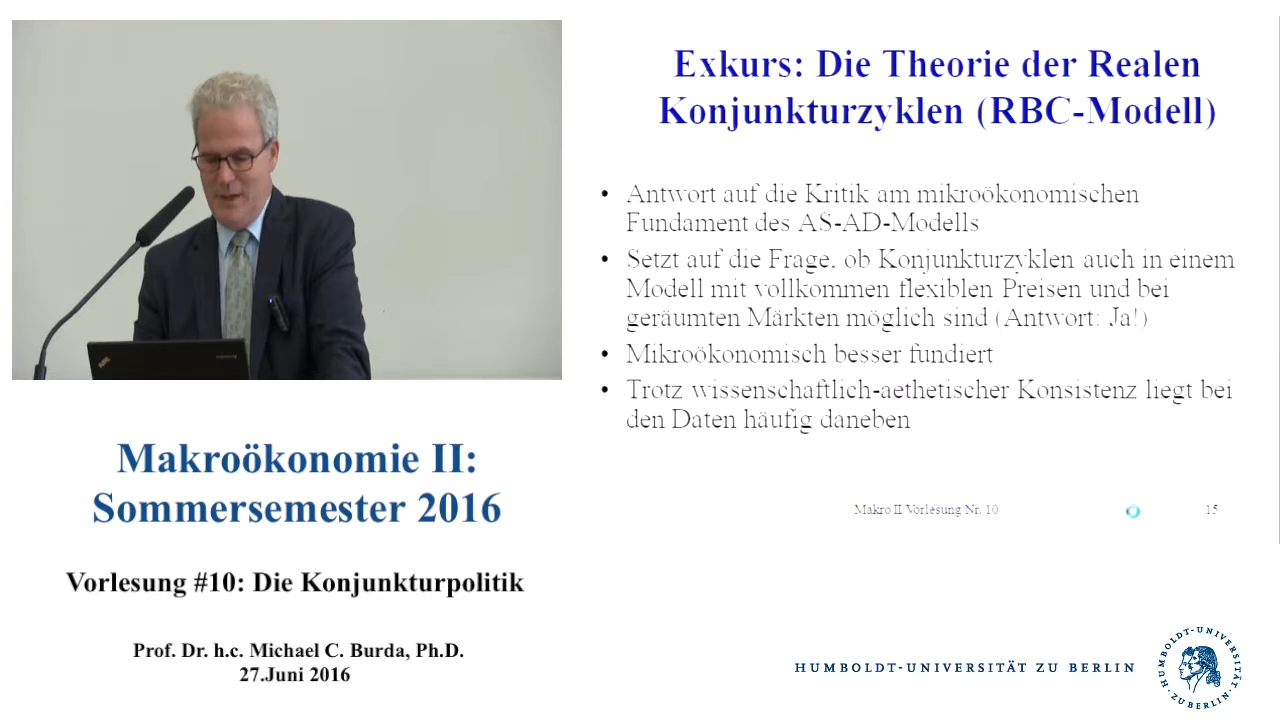 Exkurs: Die Theorie der Realen
Konjunkturzyklen (RBC-Modell)
• Antwort auf die Kritik am mikroökonomischen
Fundament des AS-AD-Modells
• Setzt auf die Frage, ob Konjunkturzyklen auch in einem
Modell mit vollkommen flexiblen Preisen und bei
geräumten Märkten möglich sind (Antwort: Ja!)
• Mikroökonomisch besser fundiert
• Trotz wissenschaftlich-aethetischer Konsistenz liegt bei
den Daten häufig daneben
Makro II Vorlesung Nr. 10
15
Makroökonomie II:
Sommersemester 2016
Vorlesung #10: Die Konjunkturpolitik
Prof. Dr. h.c. Michael C. Burda, Ph.D.
27.Juni 2016
HUMBOLDT-UNIVERSITÄT ZU BERLIN
HUMBOLDT-UNIVERSITÄT
·ZU BERLIN·